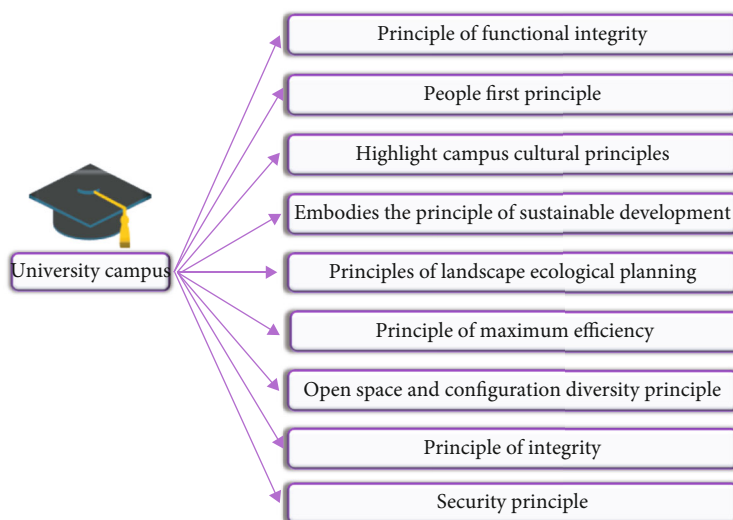 Principle of functional integrity
People first principle
Highlight campus cultural principles
Embodies the principle of sustainable development
University campus
Principles of landscape ecological planning
Principle of maximum efficiency
Open space and configuration diversity principle
Principle of integrity
Security principle